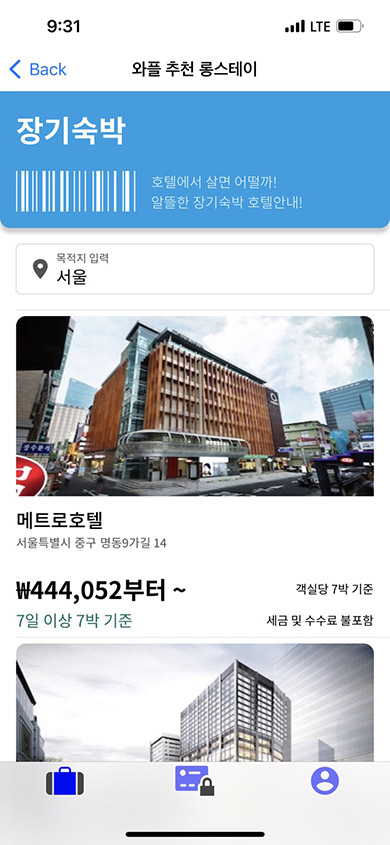 9:31
LTE
Back
와플 추천 롱스테이
장기숙박
호텔에서 살면 어떨까!
알뜰한 장기숙박 호텔안내!
목적지 입력
서울
메트로호텔
서울특별시 중구 명동9가길 14
₩444,052부터 ~
객실당 7박 기준
7일 이상 7박 기준
세금 및 수수료 불포함